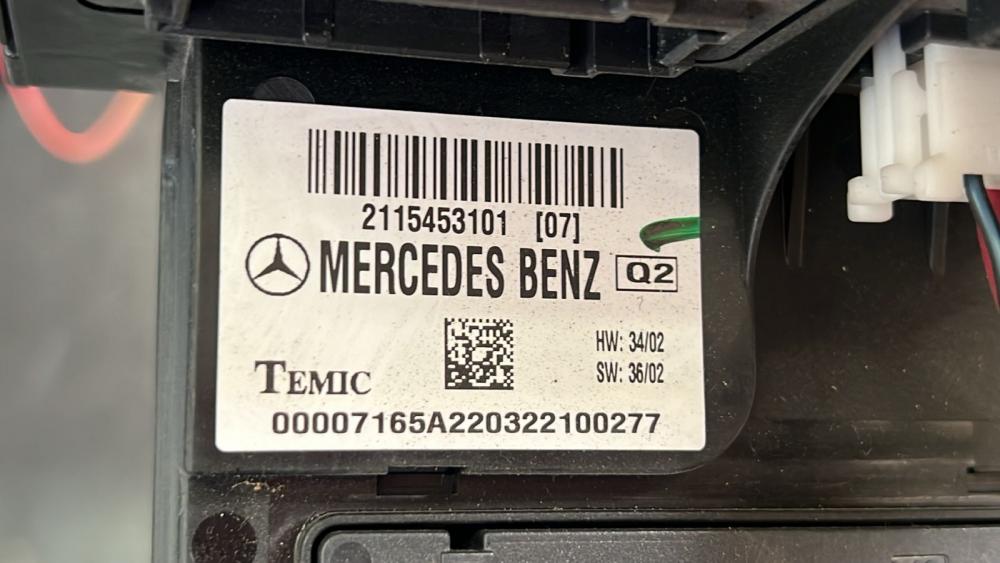 2115453101 [07]
MERCEDES BENZ Q2
HW: 34/02
SW: 36/02
TEMIC
00007165A220322100277